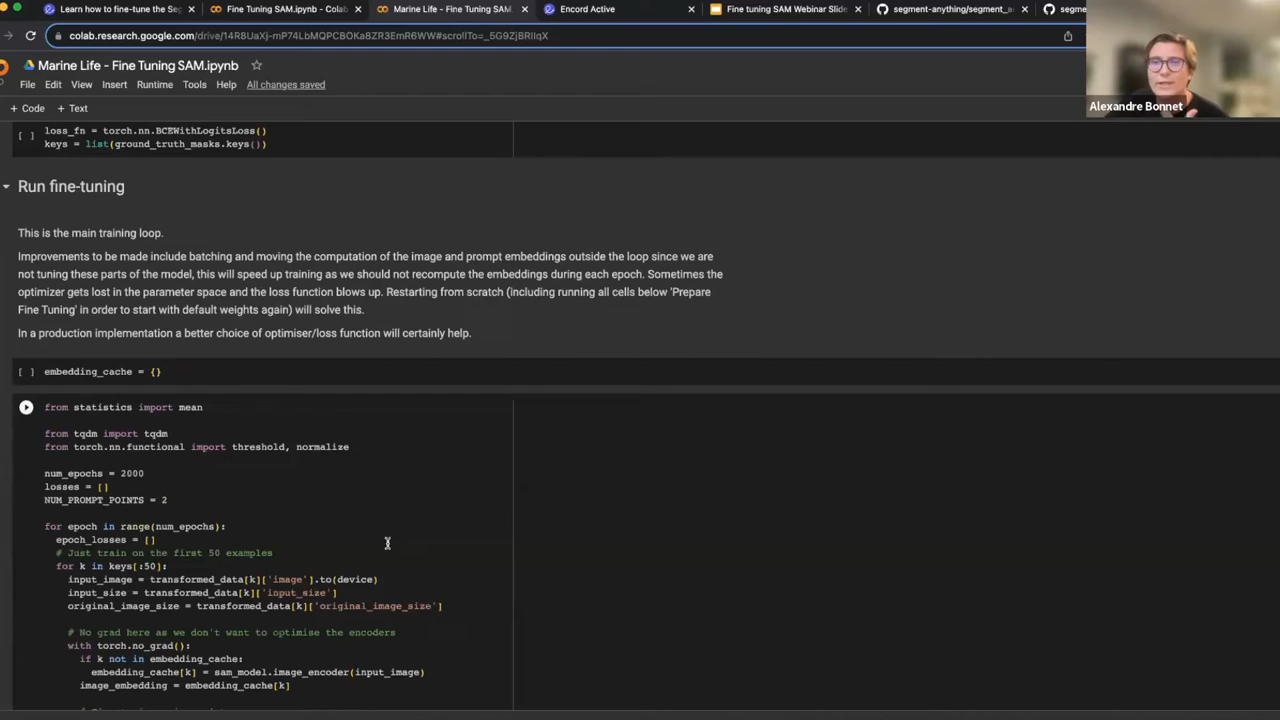 Learn how to fine-tune the Seg
Fine Tuning SAM.ipynb - Colab
Marine Life - Fine Tuning SAM.
Encord Active
Fine tuning SAM Webinar Slide
segment-anything/segment_a
segment
colab.research.google.com/drive/14R8UaXj-mP74LbMQPCBOKa8ZR3EmR6WW#scrollTo=_5G9ZjBRIIqX
Marine Life - Fine Tuning SAM.ipynb
File Edit View Insert Runtime Tools Help All changes saved
Alexandre Bonnet
+ Code + Text
[ ] loss_fn = torch.nn.BCEWithLogitsLoss()
keys = list(ground_truth_masks.keys())
Run fine-tuning
This is the main training loop.
Improvements to be made include batching and moving the computation of the image and prompt embeddings outside the loop since we are
not tuning these parts of the model, this will speed up training as we should not recompute the embeddings during each epoch. Sometimes the
optimizer gets lost in the parameter space and the loss function blows up. Restarting from scratch (including running all cells below 'Prepare
Fine Tuning' in order to start with default weights again) will solve this.
In a production implementation a better choice of optimiser/loss function will certainly help.
[ ] embedding_cache = {}
from statistics import mean
from tqdm import tqdm
from torch.nn.functional import threshold, normalize
num_epochs = 2000
losses = []
NUM_PROMPT_POINTS = 2
for epoch in range(num_epochs):
epoch_losses = []
# Just train on the first 50 examples
for k in keys[:50]:
input_image = transformed_data[k]['image'].to(device)
input_size = transformed_data[k]['input_size']
original_image_size = transformed_data[k]['original_image_size']
# No grad here as we don't want to optimise the encoders
with torch.no_grad():
if k not in embedding_cache:
embedding_cache[k] = sam_model.image_encoder(input_image)
image_embedding = embedding_cache[k]